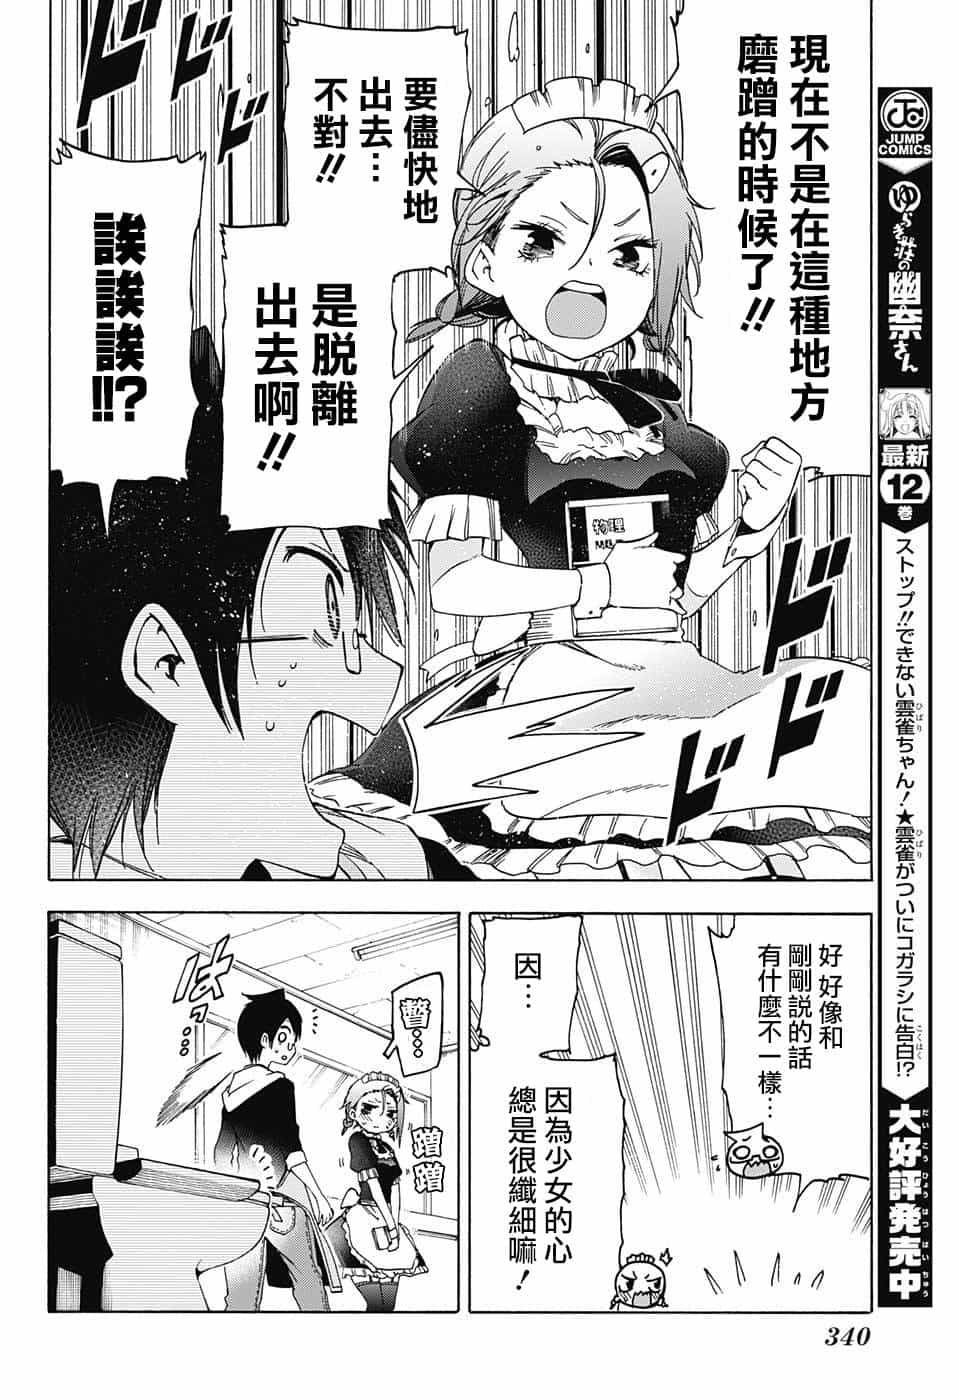 現在不是在這種地方
磨蹭的時候了!!
要儘快地
出去…
不對!!
是脱離
出去啊!!
誒誒誒!!?
物理
ドドド
ドドド
好好像和
剛剛說的話
有什麼不一樣…
因…
因為少女的心
總是很纖細嘛!
瞥…
蹭蹭
JUMP
COMICS
ゆらぎ荘の幽奈さん
最新
12
巻
ストップ!!できない雲雀ちゃん!★雲雀がついにコガラシに告白!?
大好評発売中
340